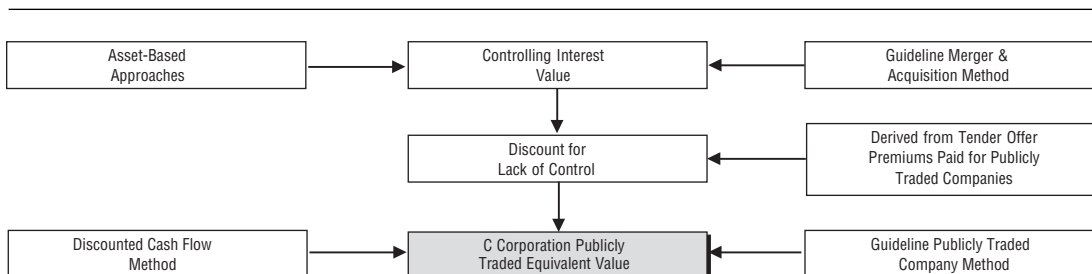 Asset-Based
Approaches
Controlling Interest
Value
Guideline Merger &
Acquisition Method
Discount for
Lack of Control
Derived from Tender Offer
Premiums Paid for Publicly
Traded Companies
Discounted Cash Flow
Method
C Corporation Publicly
Traded Equivalent Value
Guideline Publicly Traded
Company Method